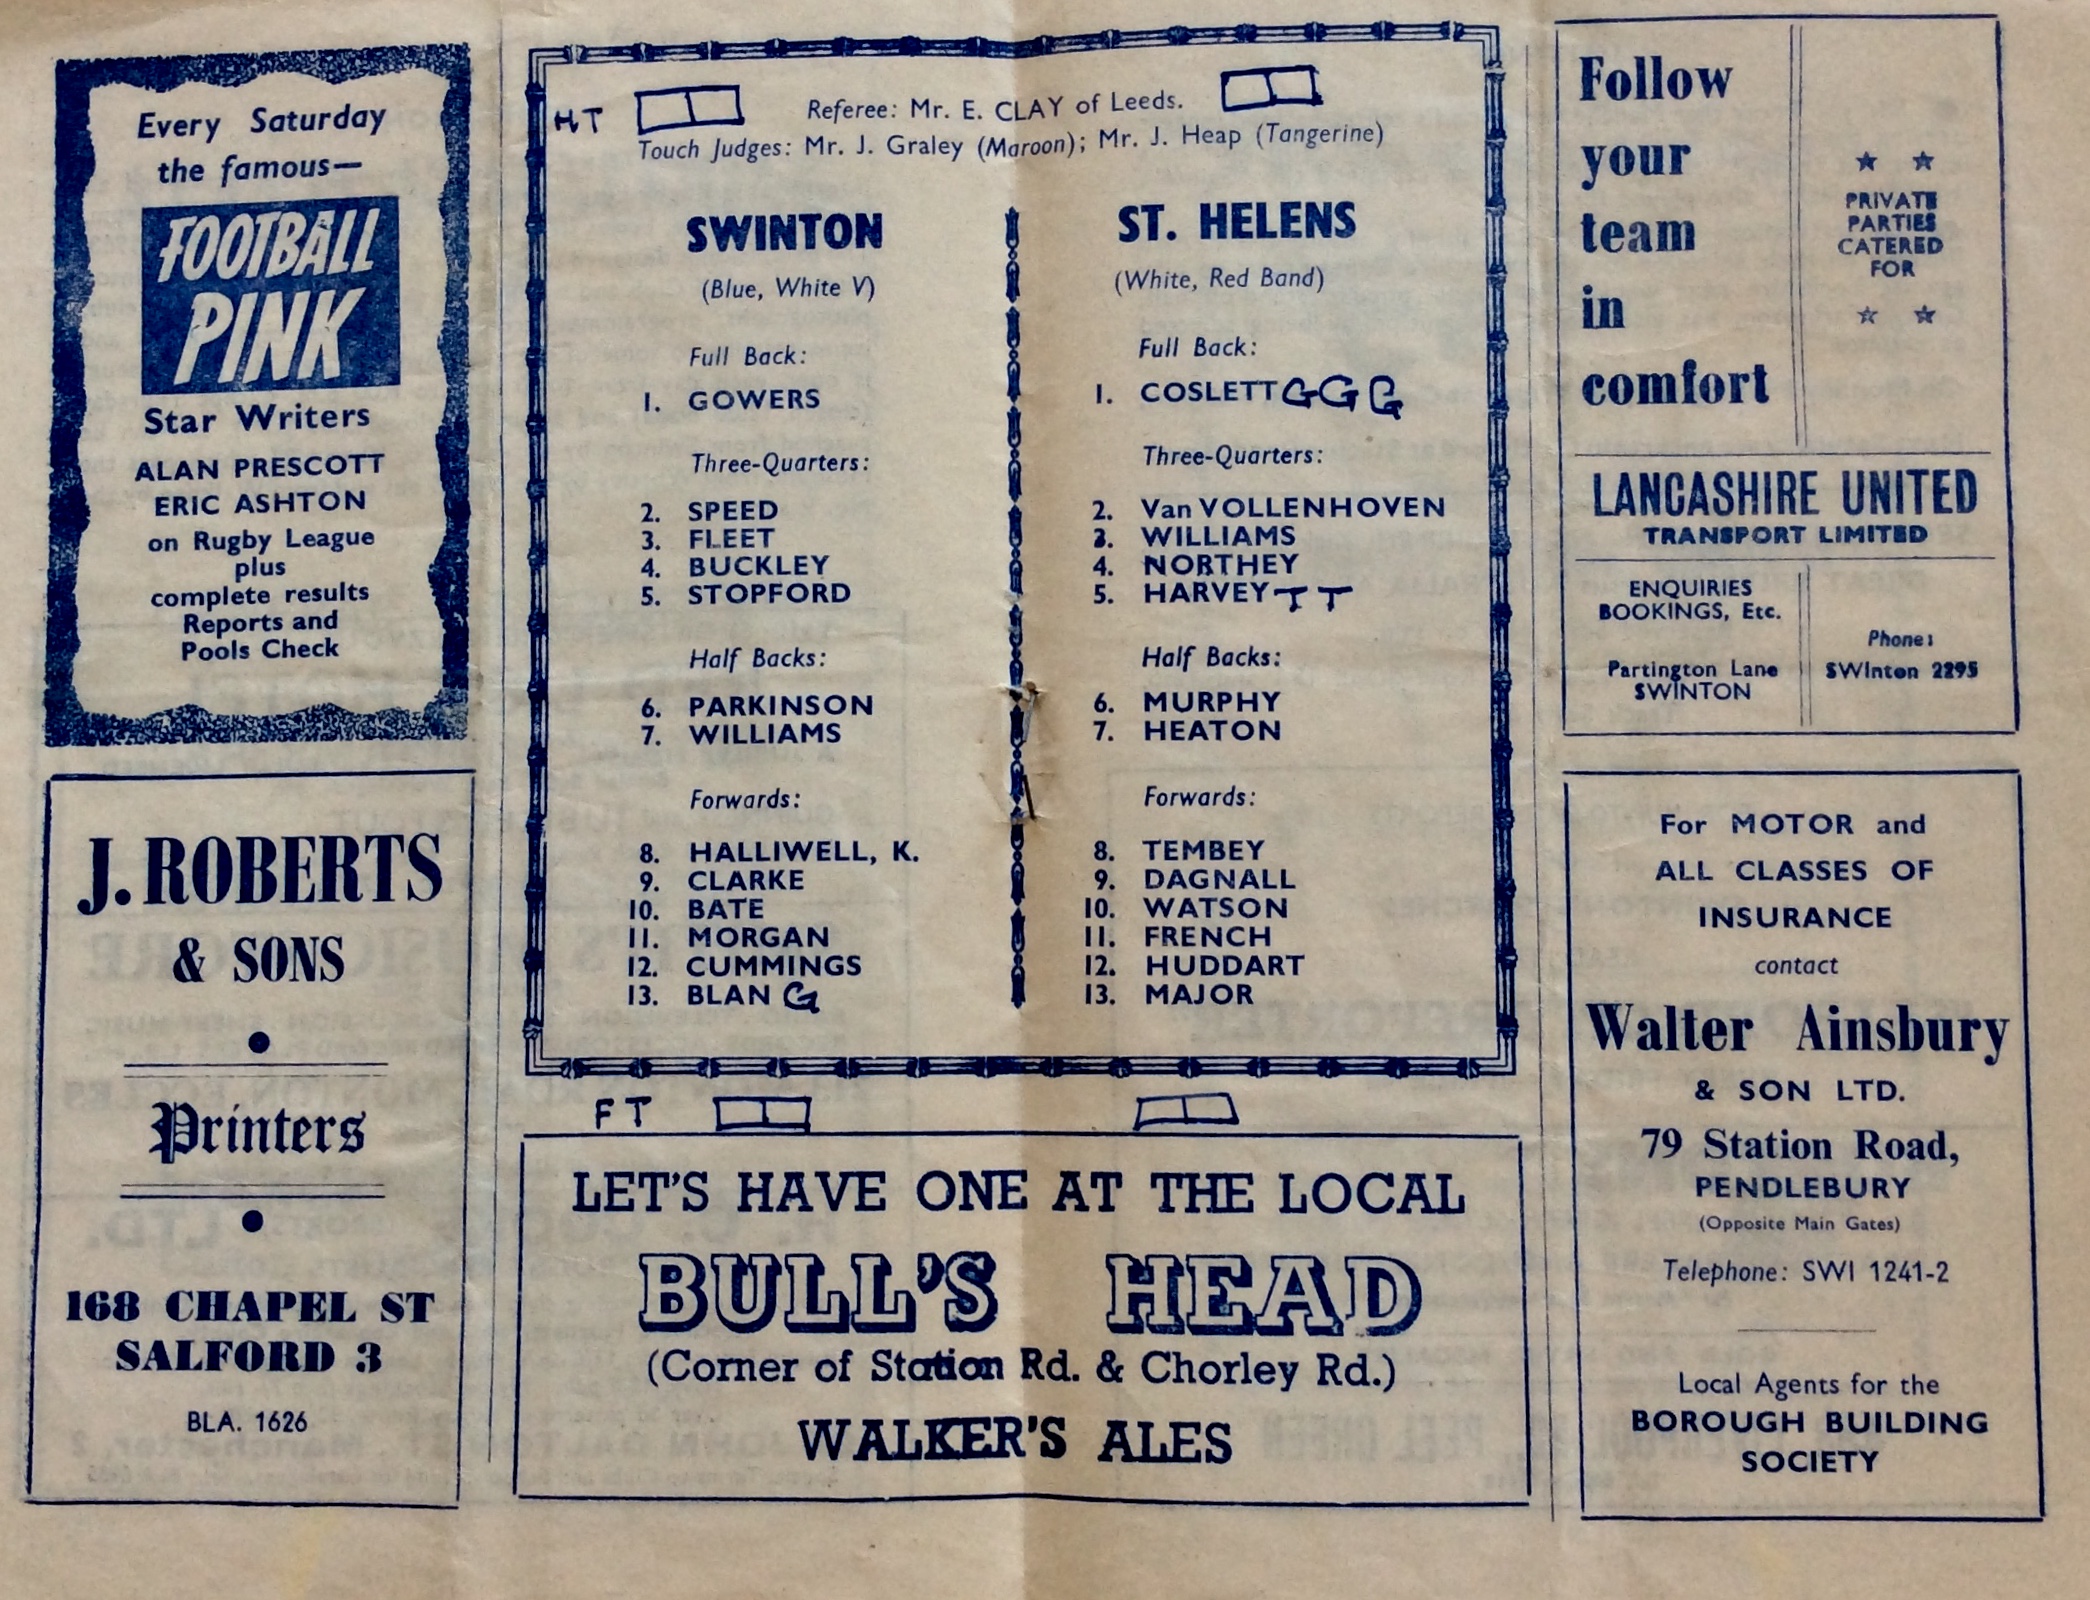 Every Saturday
the famous—
FOOTBALL
PINK
Star Writers
ALAN PRESCOTT
ERIC ASHTON
on Rugby League
plus
complete results
Reports and
Pools Check
J. ROBERTS
& SONS
Printers
168 CHAPEL ST
SALFORD 3
BLA. 1626
HT
Referee: Mr. E. CLAY of Leeds.
Touch Judges: Mr. J. Graley (Maroon); Mr. J. Heap (Tangerine)
SWINTON
(Blue, White V)
Full Back:
1. GOWERS
Three-Quarters:
2. SPEED
3. FLEET
4. BUCKLEY
5. STOPFORD
Half Backs:
6. PARKINSON
7. WILLIAMS
Forwards:
8. HALLIWELL, K.
9. CLARKE
10. BATE
11. MORGAN
12. CUMMINGS
13. BLAN G
ST. HELENS
(White, Red Band)
Full Back:
1. COSLETT G G G
Three-Quarters:
2. Van VOLLENHOVEN
3. WILLIAMS
4. NORTHEY
5. HARVEY T T
Half Backs:
6. MURPHY
7. HEATON
Forwards:
8. TEMBEY
9. DAGNALL
10. WATSON
11. FRENCH
12. HUDDART
13. MAJOR
FT
LET'S HAVE ONE AT THE LOCAL
BULL'S HEAD
(Corner of Station Rd. & Chorley Rd.)
WALKER'S ALES
Follow
your
team
in
comfort
PRIVATE
PARTIES
CATERED
FOR
LANCASHIRE UNITED
TRANSPORT LIMITED
ENQUIRIES
BOOKINGS, Etc.
Partington Lane
SWINTON
Phone:
SWInton 2295
For MOTOR and
ALL CLASSES OF
INSURANCE
contact
Walter Ainsbury
& SON LTD.
79 Station Road,
PENDLEBURY
(Opposite Main Gates)
Telephone: SWI 1241-2
Local Agents for the
BOROUGH BUILDING
SOCIETY